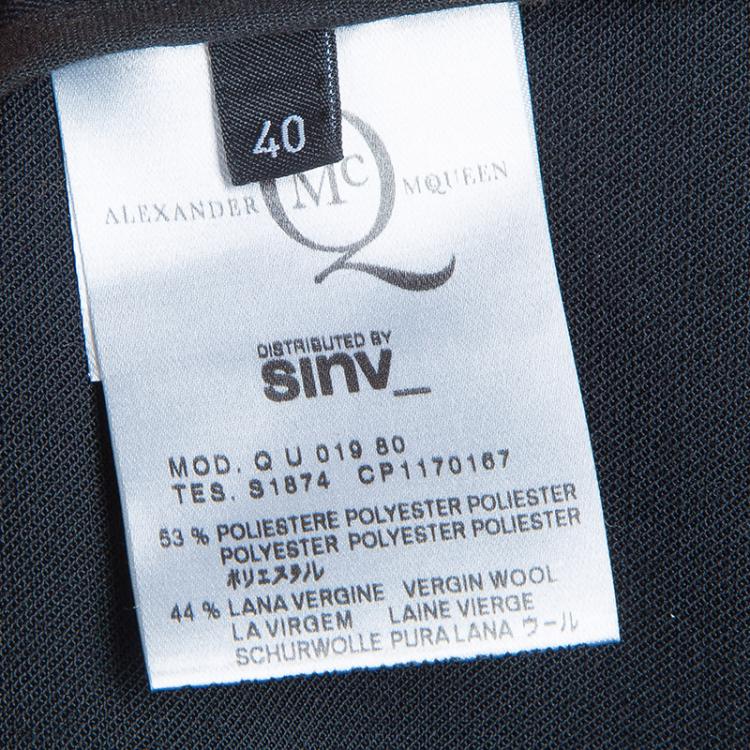 40
ALEXANDER McQ MCQUEEN
DISTRIBUTED BY
sinv_
MOD. Q U 019 80
TES. S1874 CP1170167
53 % POLIESTERE POLYESTER POLIESTER
POLYESTER POLYESTER POLIESTER
ポリエステル
44 % LANA VERGINE VERGIN WOOL
LA VIRGEM LAINE VIERGE
SCHURWOLLE PURA LANA ウール